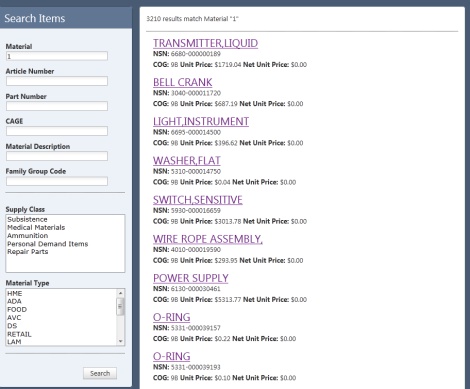 Search Items
Material
1
Article Number
Part Number
CAGE
Material Description
Family Group Code
Supply Class
Subsistence
Medical Materials
Ammunition
Personal Demand Items
Repair Parts
Material Type
HME
ADA
FOOD
AVC
DS
RETAIL
LAM
Search
3210 results match Material "1"
TRANSMITTER,LIQUID
NSN: 6680-000000189
COG: 9B Unit Price: $1719.04 Net Unit Price: $0.00
BELL CRANK
NSN: 3040-000011720
COG: 9B Unit Price: $687.19 Net Unit Price: $0.00
LIGHT,INSTRUMENT
NSN: 6695-000014500
COG: 9B Unit Price: $396.62 Net Unit Price: $0.00
WASHER,FLAT
NSN: 5310-000014750
COG: 9B Unit Price: $0.04 Net Unit Price: $0.00
SWITCH,SENSITIVE
NSN: 5930-000016659
COG: 9B Unit Price: $3013.78 Net Unit Price: $0.00
WIRE ROPE ASSEMBLY,
NSN: 4010-000019590
COG: 9B Unit Price: $293.95 Net Unit Price: $0.00
POWER SUPPLY
NSN: 6130-000030461
COG: 9B Unit Price: $5313.77 Net Unit Price: $0.00
O-RING
NSN: 5331-000039157
COG: 9B Unit Price: $0.22 Net Unit Price: $0.00
O-RING
NSN: 5331-000039193
COG: 9B Unit Price: $0.10 Net Unit Price: $0.00